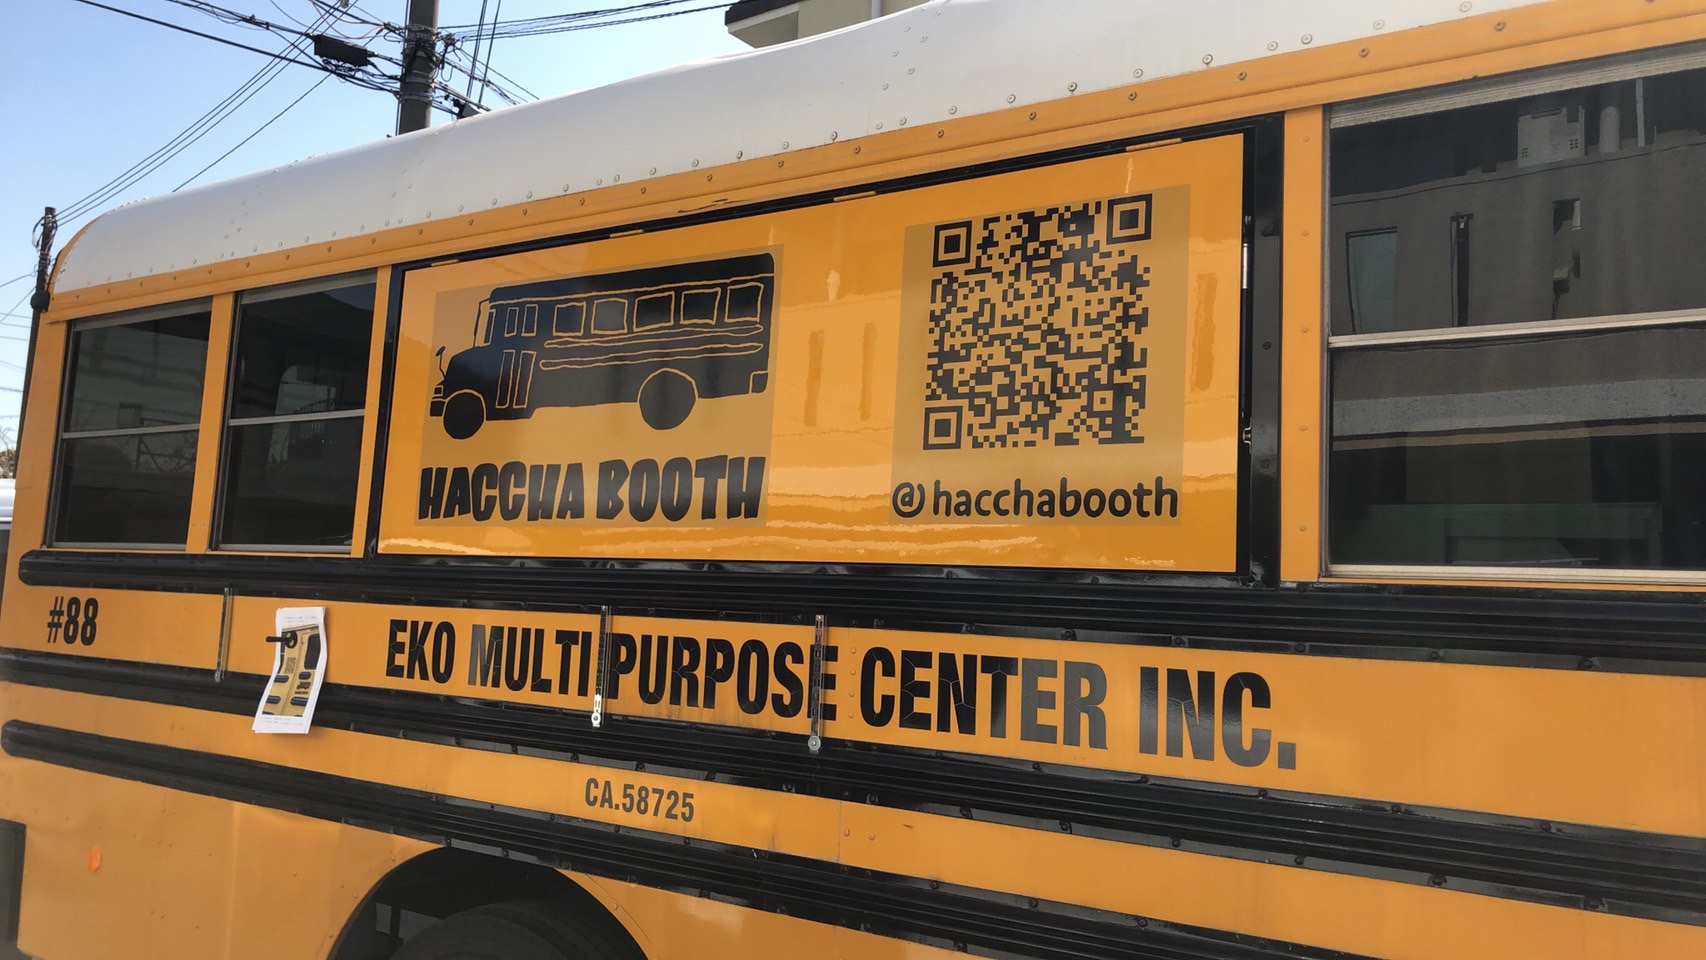 HACCHA BOOTH
@hacchabooth
#88
EKO MULTI PURPOSE CENTER INC.
CA.58725